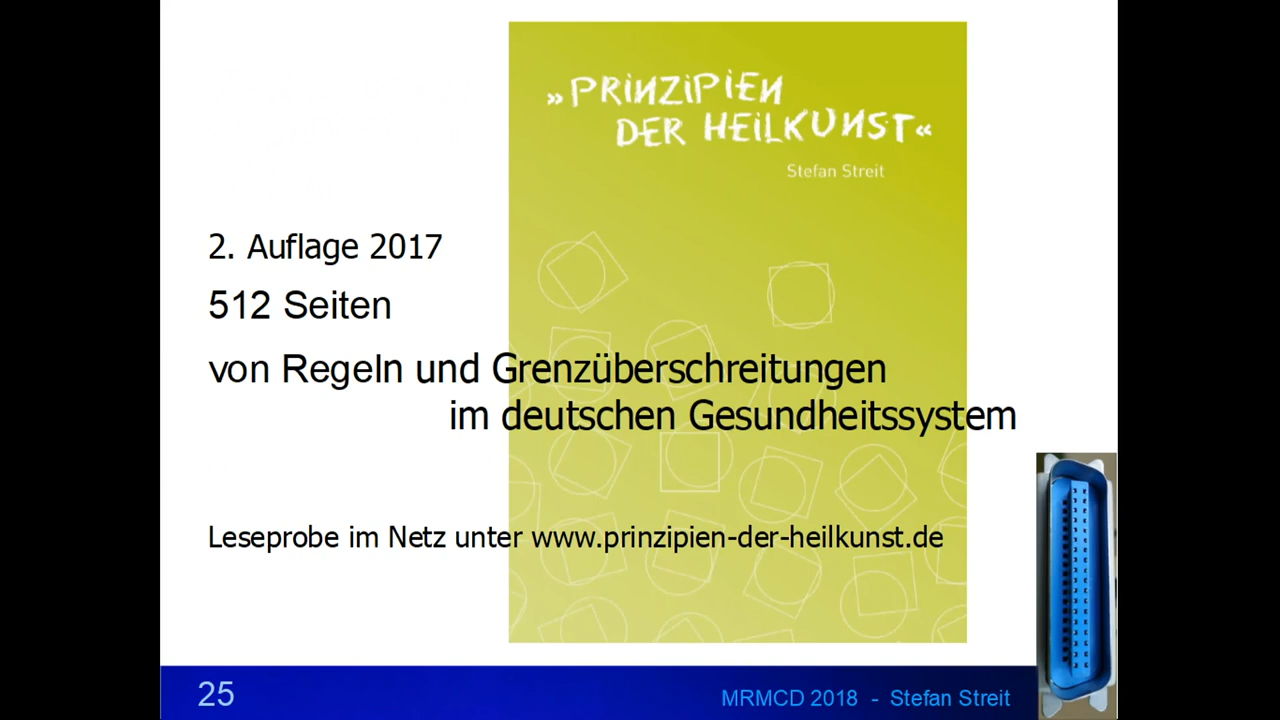 »PRINZIPIEN
DER HEILKUNST«
Stefan Streit
2. Auflage 2017
512 Seiten
von Regeln und Grenzüberschreitungen
im deutschen Gesundheitssystem
Leseprobe im Netz unter www.prinzipien-der-heilkunst.de
25
MRMCD 2018 - Stefan Streit